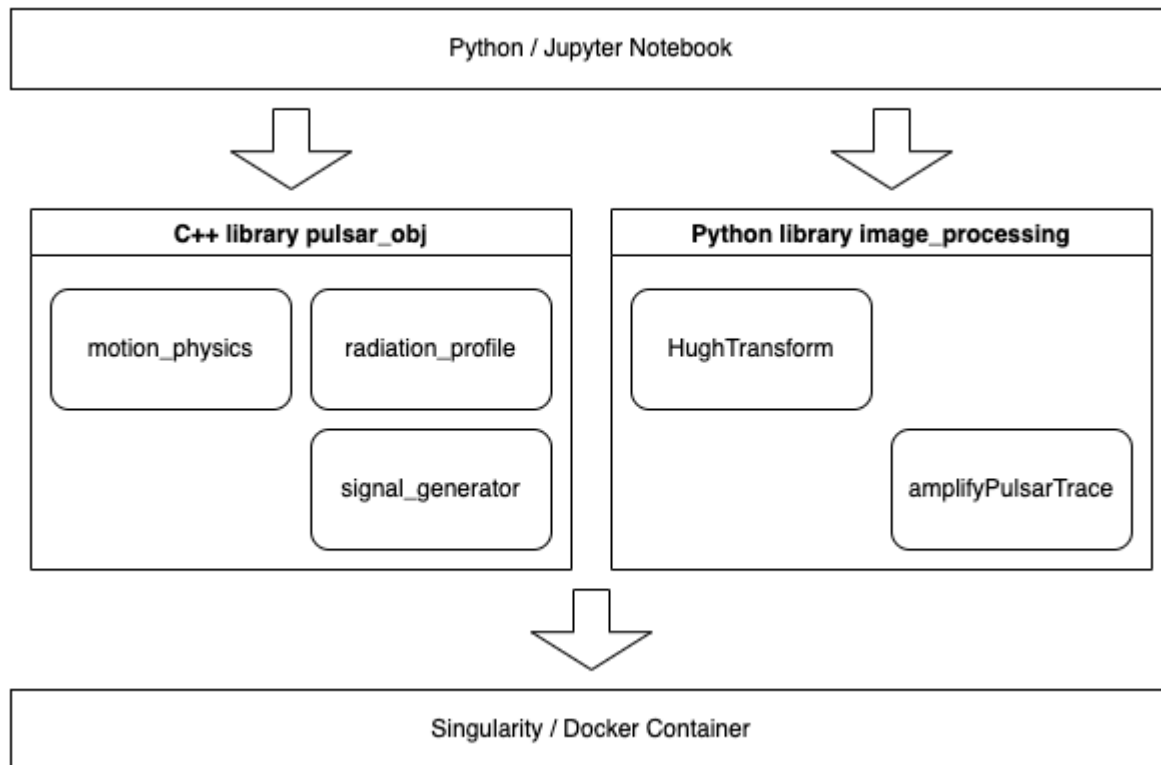 Python / Jupyter Notebook
C++ library pulsar_obj
Python library image_processing
motion_physics
radiation_profile
HughTransform
signal_generator
amplifyPulsarTrace
Singularity / Docker Container